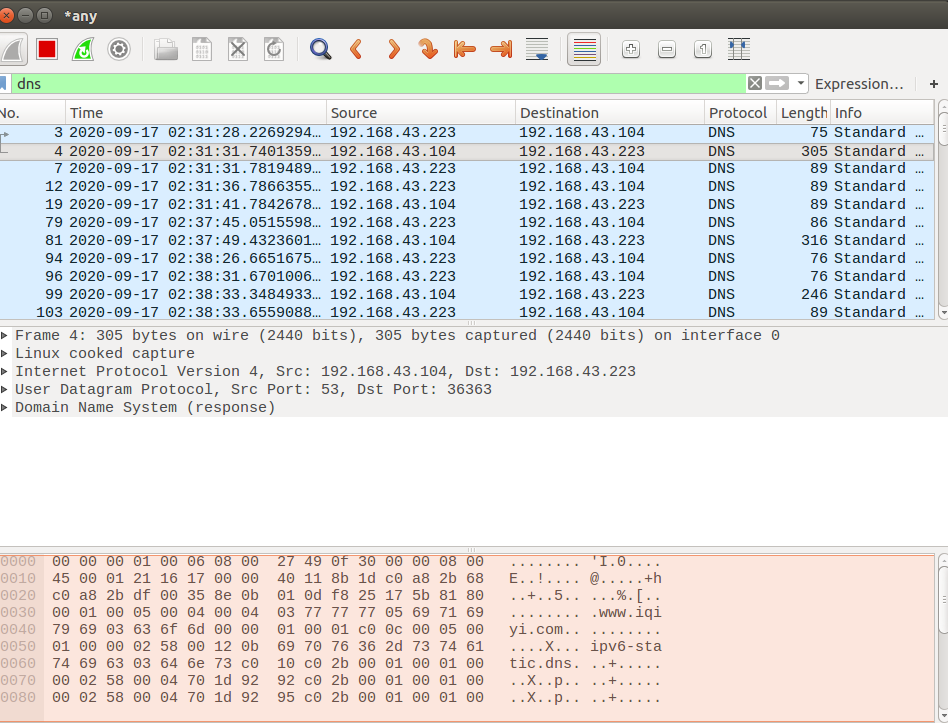 *any
dns
Expression…
+
No. Time Source Destination Protocol Length Info
3 2020-09-17 02:31:28.2269294… 192.168.43.223 192.168.43.104 DNS 75 Standard …
4 2020-09-17 02:31:31.7401359… 192.168.43.104 192.168.43.223 DNS 305 Standard …
7 2020-09-17 02:31:31.7819489… 192.168.43.223 192.168.43.104 DNS 89 Standard …
12 2020-09-17 02:31:36.7866355… 192.168.43.223 192.168.43.104 DNS 89 Standard …
19 2020-09-17 02:31:41.7842678… 192.168.43.104 192.168.43.223 DNS 89 Standard …
79 2020-09-17 02:37:45.0515598… 192.168.43.223 192.168.43.104 DNS 86 Standard …
81 2020-09-17 02:37:49.4323601… 192.168.43.104 192.168.43.223 DNS 316 Standard …
94 2020-09-17 02:38:26.6651675… 192.168.43.223 192.168.43.104 DNS 76 Standard …
96 2020-09-17 02:38:31.6701006… 192.168.43.223 192.168.43.104 DNS 76 Standard …
99 2020-09-17 02:38:33.3484933… 192.168.43.104 192.168.43.223 DNS 246 Standard …
103 2020-09-17 02:38:33.6559088… 192.168.43.223 192.168.43.104 DNS 89 Standard …
Frame 4: 305 bytes on wire (2440 bits), 305 bytes captured (2440 bits) on interface 0
Linux cooked capture
Internet Protocol Version 4, Src: 192.168.43.104, Dst: 192.168.43.223
User Datagram Protocol, Src Port: 53, Dst Port: 36363
Domain Name System (response)
0000 00 00 00 01 00 06 08 00 27 49 0f 30 00 00 08 00 ........ 'I.0....
0010 45 00 01 21 16 17 00 00 40 11 8b 1d c0 a8 2b 68 E..!.... @.....+h
0020 c0 a8 2b df 00 35 8e 0b 01 0d f8 25 17 5b 81 80 ..+..5.. ...%.[..
0030 00 01 00 05 00 04 00 04 03 77 77 77 05 69 71 69 ........ .www.iqi
0040 79 69 03 63 6f 6d 00 00 01 00 01 c0 0c 00 05 00 yi.com.. ........
0050 01 00 00 02 58 00 12 0b 69 70 76 36 2d 73 74 61 ....X... ipv6-sta
0060 74 69 63 03 64 6e 73 c0 10 c0 2b 00 01 00 01 00 tic.dns. ..+.....
0070 00 02 58 00 04 70 1d 92 92 c0 2b 00 01 00 01 00 ..X..p.. ..+.....
0080 00 02 58 00 04 70 1d 92 95 c0 2b 00 01 00 01 00 ..X..p.. ..+.....